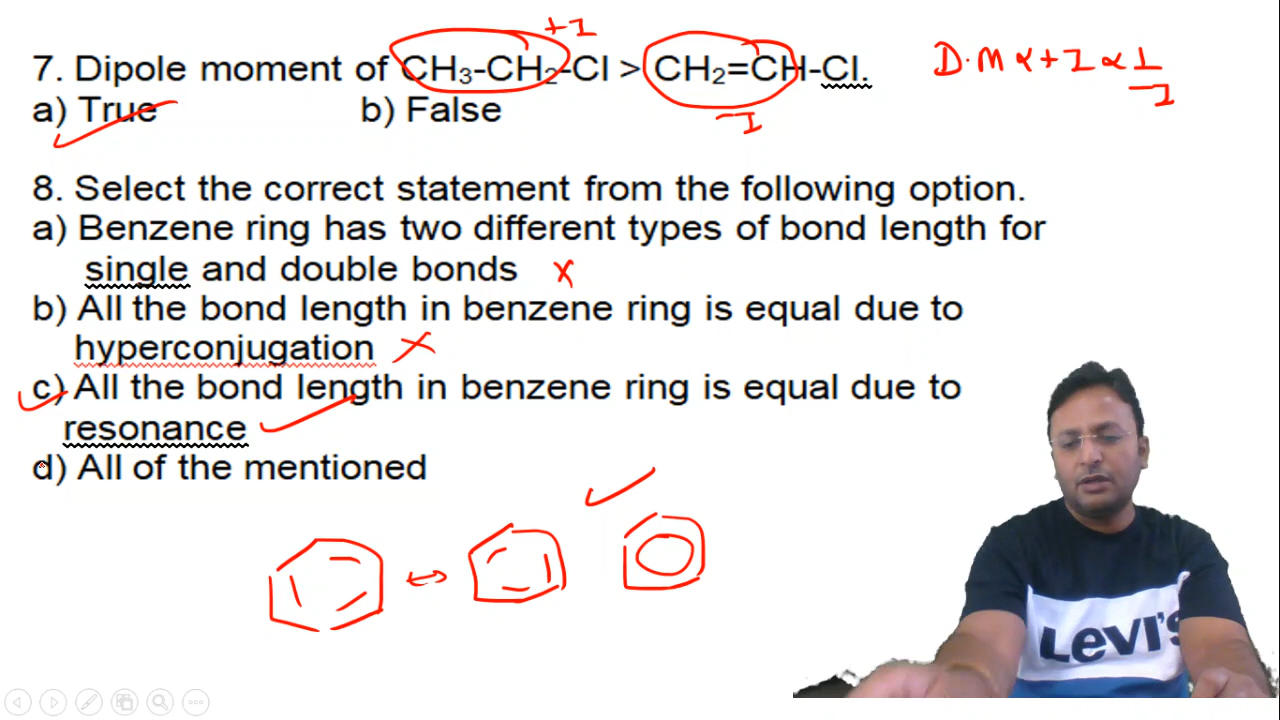 +I
7. Dipole moment of CH₃-CH₂-Cl > CH₂=CH-Cl.
D.M α +I α 1/-I
-I
a) True b) False
8. Select the correct statement from the following option.
a) Benzene ring has two different types of bond length for
single and double bonds x
b) All the bond length in benzene ring is equal due to
hyperconjugation x
c) All the bond length in benzene ring is equal due to
resonance
d) All of the mentioned
LEVI'S